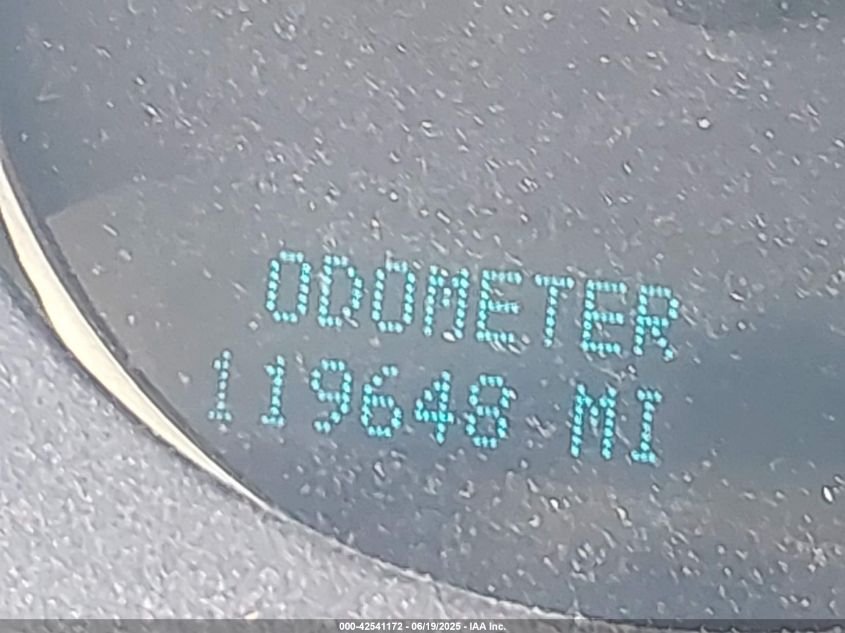 ODOMETER
119648 MI
000-42541172 - 06/19/2025 - IAA Inc.